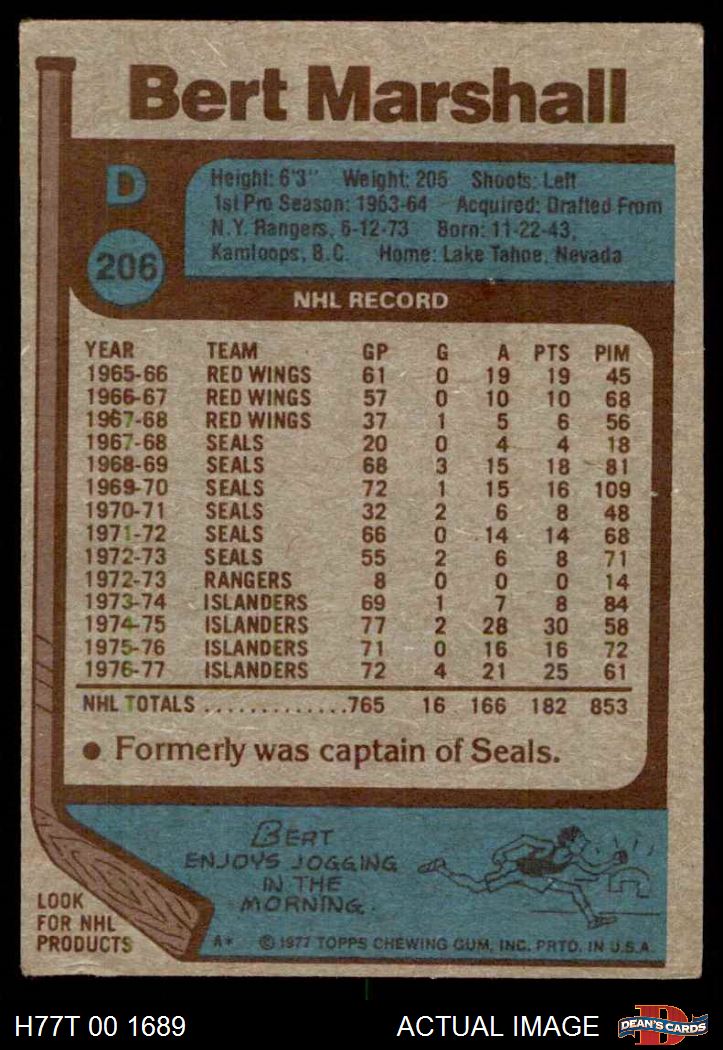 Bert Marshall
D
206
Height: 6'3" Weight: 205 Shoots: Left
1st Pro Season: 1963-64 Acquired: Drafted From
N.Y. Rangers, 6-12-73 Born: 11-22-43,
Kamloops, B.C. Home: Lake Tahoe, Nevada
NHL RECORD
YEAR TEAM GP G A PTS PIM
1965-66 RED WINGS 61 0 19 19 45
1966-67 RED WINGS 57 0 10 10 68
1967-68 RED WINGS 37 1 5 6 56
1967-68 SEALS 20 0 4 4 18
1968-69 SEALS 68 3 15 18 81
1969-70 SEALS 72 1 15 16 109
1970-71 SEALS 32 2 6 8 48
1971-72 SEALS 66 0 14 14 68
1972-73 SEALS 55 2 6 8 71
1972-73 RANGERS 8 0 0 0 14
1973-74 ISLANDERS 69 1 7 8 84
1974-75 ISLANDERS 77 2 28 30 58
1975-76 ISLANDERS 71 0 16 16 72
1976-77 ISLANDERS 72 4 21 25 61
NHL TOTALS .............765 16 166 182 853
● Formerly was captain of Seals.
BERT
ENJOYS JOGGING
IN THE
MORNING.
LOOK
FOR NHL
PRODUCTS
A* © 1977 TOPPS CHEWING GUM, INC. PRTD. IN U.S.A.
H77T 00 1689 ACTUAL IMAGE
D
DEAN'S CARDS